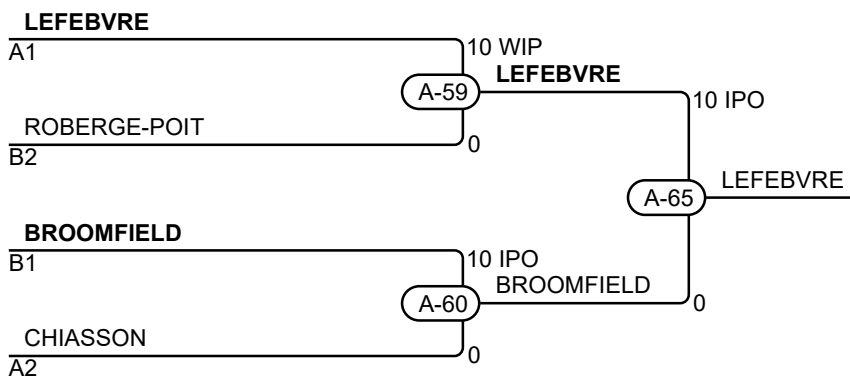 LEFEBVRE
A1
10 WIP
LEFEBVRE
A-59
10 IPO
ROBERGE-POIT
0
B2
A-65
LEFEBVRE
BROOMFIELD
B1
10 IPO
BROOMFIELD
A-60
0
CHIASSON
0
A2